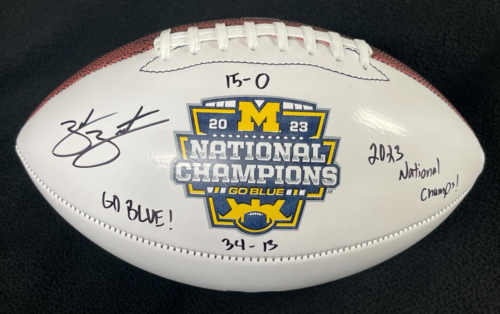 15-0
M
20 23
NATIONAL
CHAMPIONS
GO BLUE
34-13
GO BLUE!
2023
National
Champs!